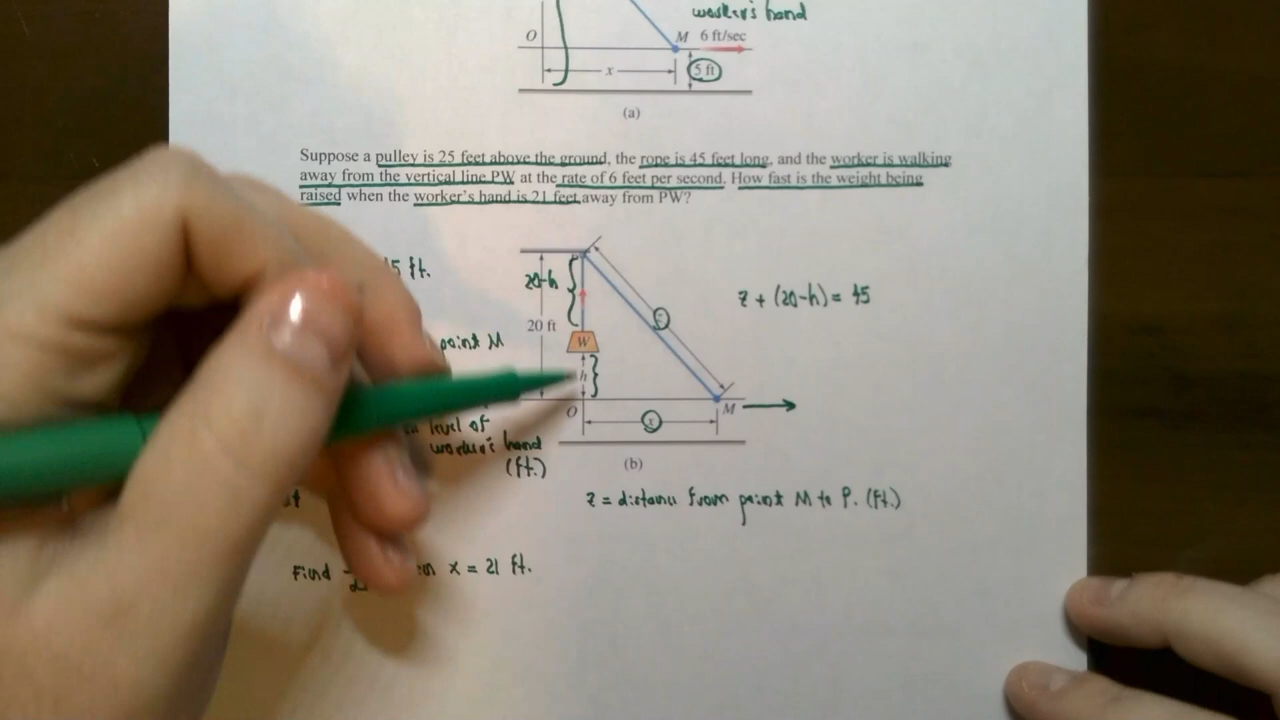 worker's hand
O
M 6 ft/sec
x
5 ft
(a)
Suppose a pulley is 25 feet above the ground, the rope is 45 feet long, and the worker is walking
away from the vertical line PW at the rate of 6 feet per second. How fast is the weight being
raised when the worker's hand is 21 feet away from PW?
5 ft.
20-h
z + (20-h) = 45
20 ft
point M
W
h
O
M
level of
worker's hand
(ft.)
x
(b)
z = distance from point M to P. (ft.)
Find
x = 21 ft.